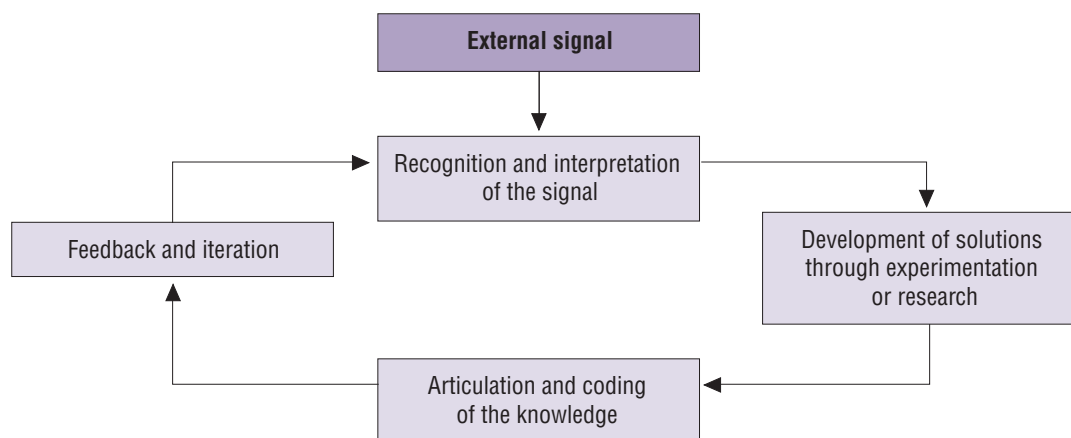 External signal
Recognition and interpretation
of the signal
Feedback and iteration
Development of solutions
through experimentation
or research
Articulation and coding
of the knowledge